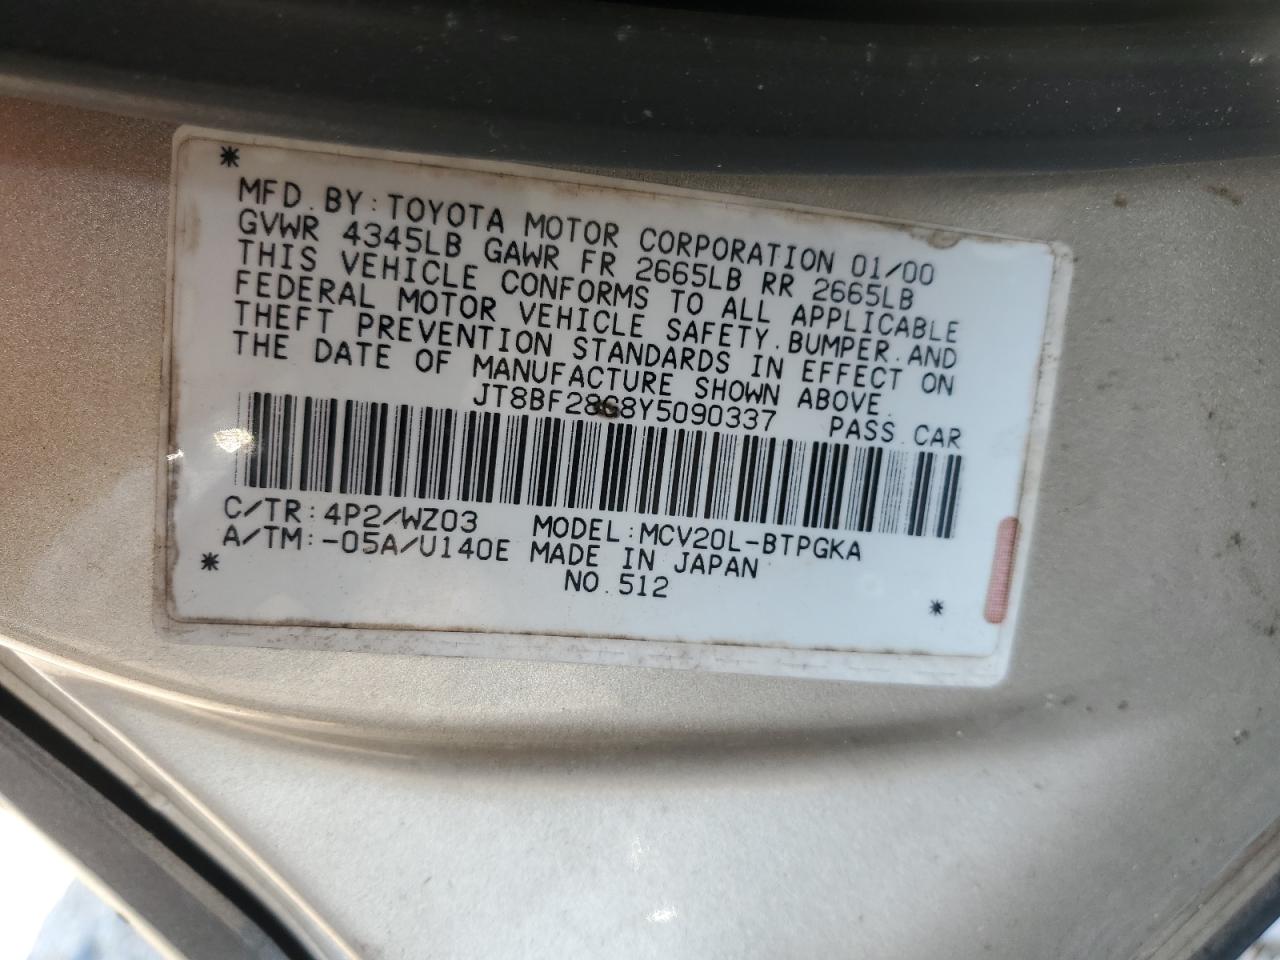 *
MFD. BY: TOYOTA MOTOR CORPORATION 01/00
GVWR 4345LB GAWR FR 2665LB RR 2665LB
THIS VEHICLE CONFORMS TO ALL APPLICABLE
FEDERAL MOTOR VEHICLE SAFETY.BUMPER.AND
THEFT PREVENTION STANDARDS IN EFFECT ON
THE DATE OF MANUFACTURE SHOWN ABOVE.
JT8BF28G8Y5090337 PASS.CAR
C/TR:4P2/WZ03 MODEL:MCV20L-BTPGKA
A/TM:-05A/U140E MADE IN JAPAN
* NO.512 *